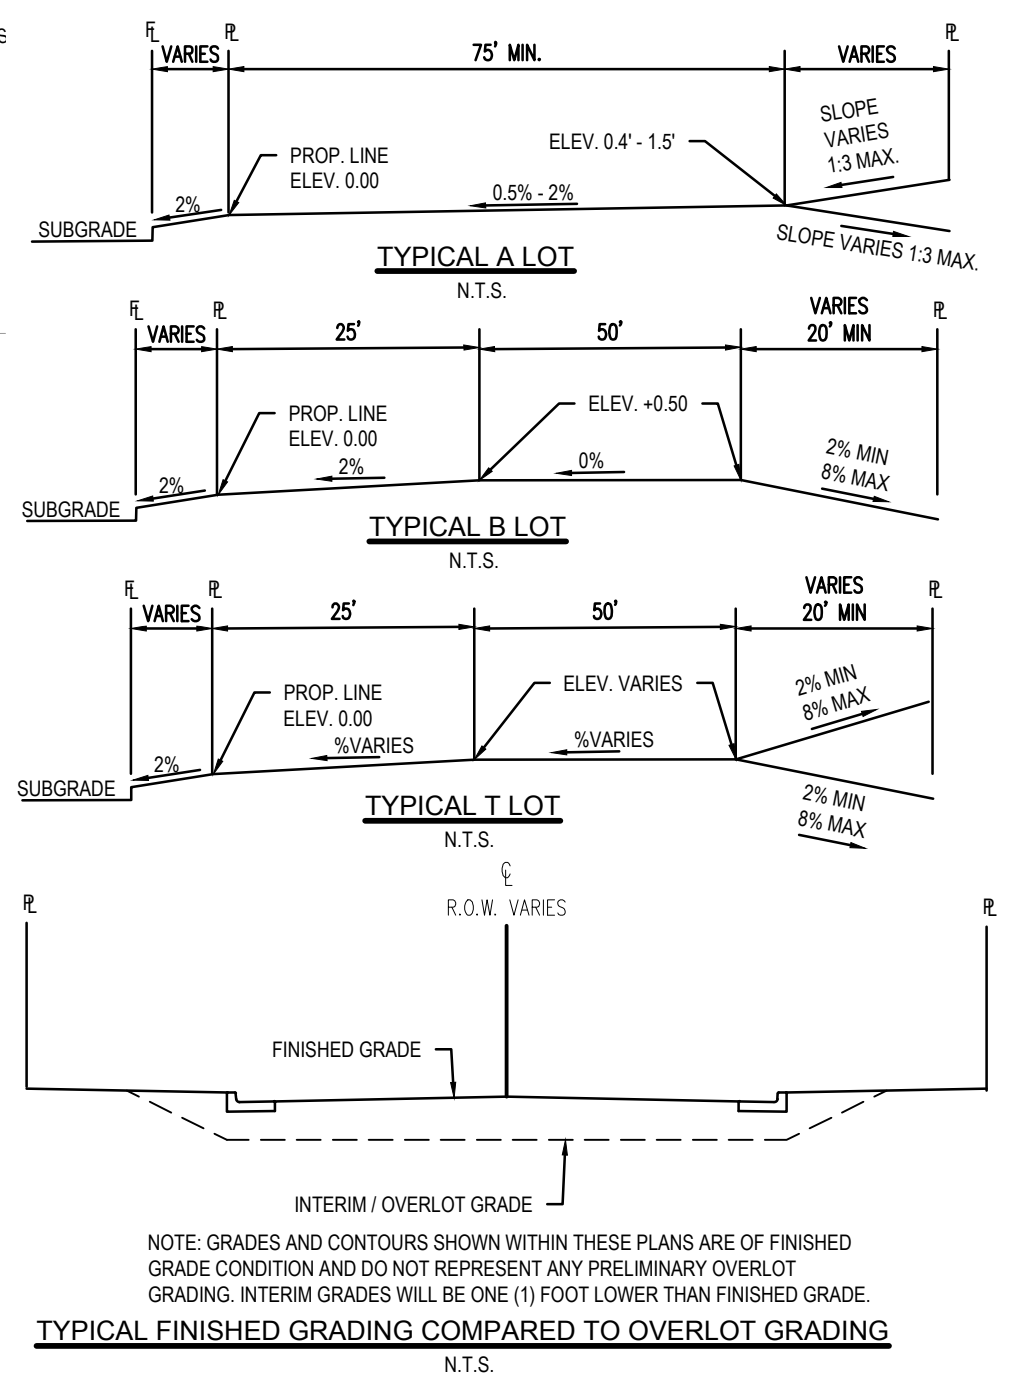 S
FL PL PL
VARIES 75' MIN. VARIES
SLOPE
VARIES
1:3 MAX.
ELEV. 0.4' - 1.5'
PROP. LINE
ELEV. 0.00
2% 0.5% - 2%
SUBGRADE
SLOPE VARIES 1:3 MAX.
TYPICAL A LOT
N.T.S.
FL PL PL
VARIES 25' 50' VARIES
20' MIN
PROP. LINE
ELEV. 0.00
ELEV. +0.50
2% 2% 0%
2% MIN
8% MAX
SUBGRADE
TYPICAL B LOT
N.T.S.
FL PL PL
VARIES 25' 50' VARIES
20' MIN
PROP. LINE
ELEV. 0.00
ELEV. VARIES
2% MIN
8% MAX
2% %VARIES %VARIES
SUBGRADE
2% MIN
8% MAX
TYPICAL T LOT
N.T.S.
CL
PL R.O.W. VARIES PL
FINISHED GRADE
INTERIM / OVERLOT GRADE
NOTE: GRADES AND CONTOURS SHOWN WITHIN THESE PLANS ARE OF FINISHED
GRADE CONDITION AND DO NOT REPRESENT ANY PRELIMINARY OVERLOT
GRADING. INTERIM GRADES WILL BE ONE (1) FOOT LOWER THAN FINISHED GRADE.
TYPICAL FINISHED GRADING COMPARED TO OVERLOT GRADING
N.T.S.